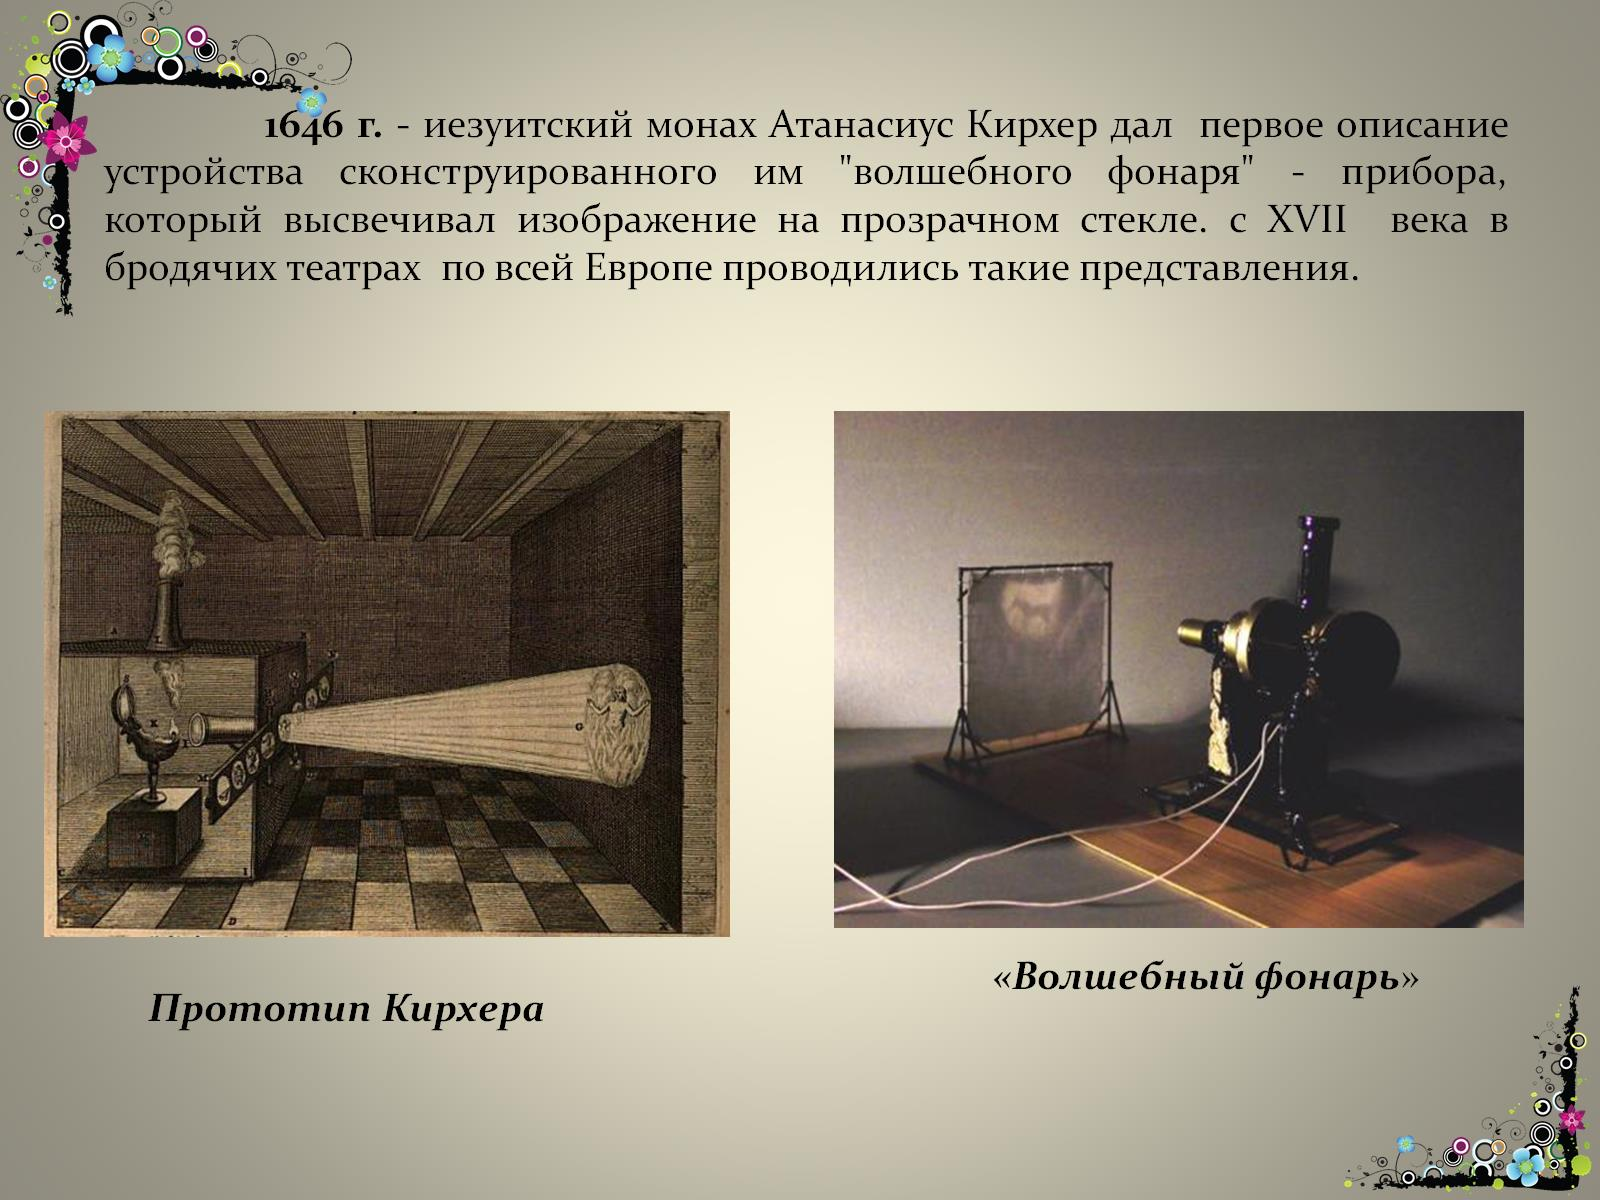 1646 г. - иезуитский монах Атанасиус Кирхер дал первое описание
устройства сконструированного им "волшебного фонаря" - прибора,
который высвечивал изображение на прозрачном стекле. с XVII века в
бродячих театрах по всей Европе проводились такие представления.
Прототип Кирхера
«Волшебный фонарь»